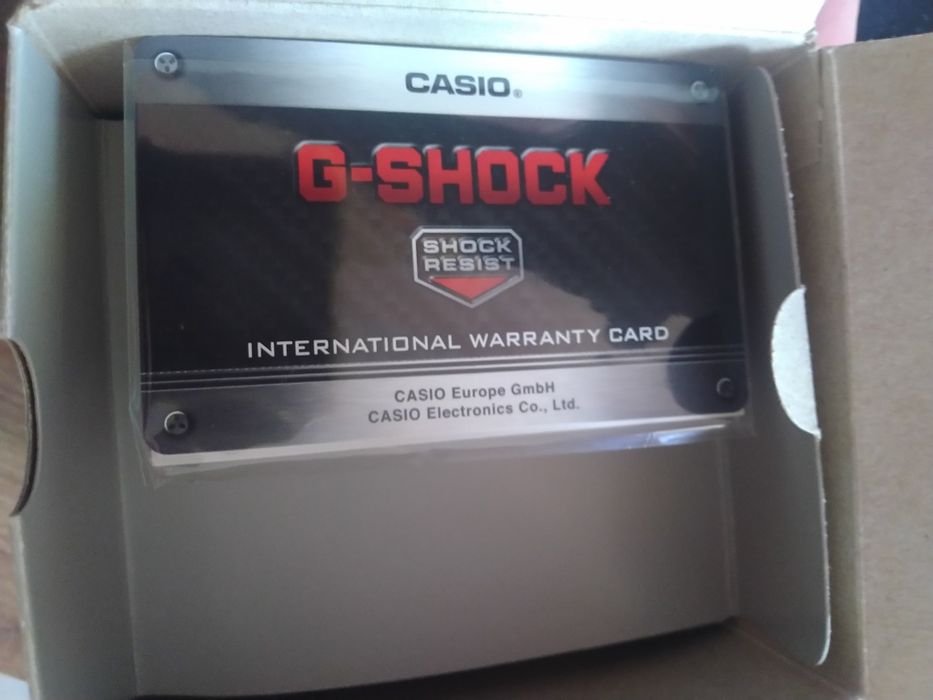 CASIO®
G-SHOCK
SHOCK
RESIST
INTERNATIONAL WARRANTY CARD
CASIO Europe GmbH
CASIO Electronics Co., Ltd.